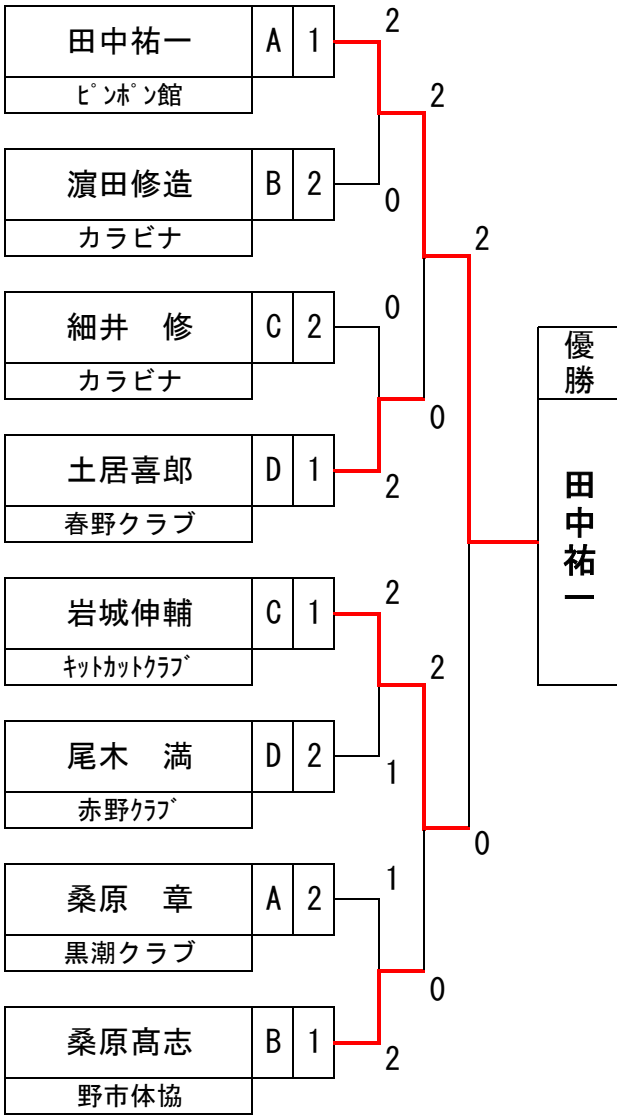 田中祐一 A 1
ﾋﾟﾝﾎﾟﾝ館
2
2
濵田修造 B 2
カラビナ
0
2
細井　修 C 2
カラビナ
0
0
土居喜郎 D 1
春野クラブ
2
優勝
田中祐一
岩城伸輔 C 1
ｷｯﾄｶｯﾄｸﾗﾌﾞ
2
2
尾木　満 D 2
赤野ｸﾗﾌﾞ
1
0
桑原　章 A 2
黒潮クラブ
1
0
桑原髙志 B 1
野市体協
2